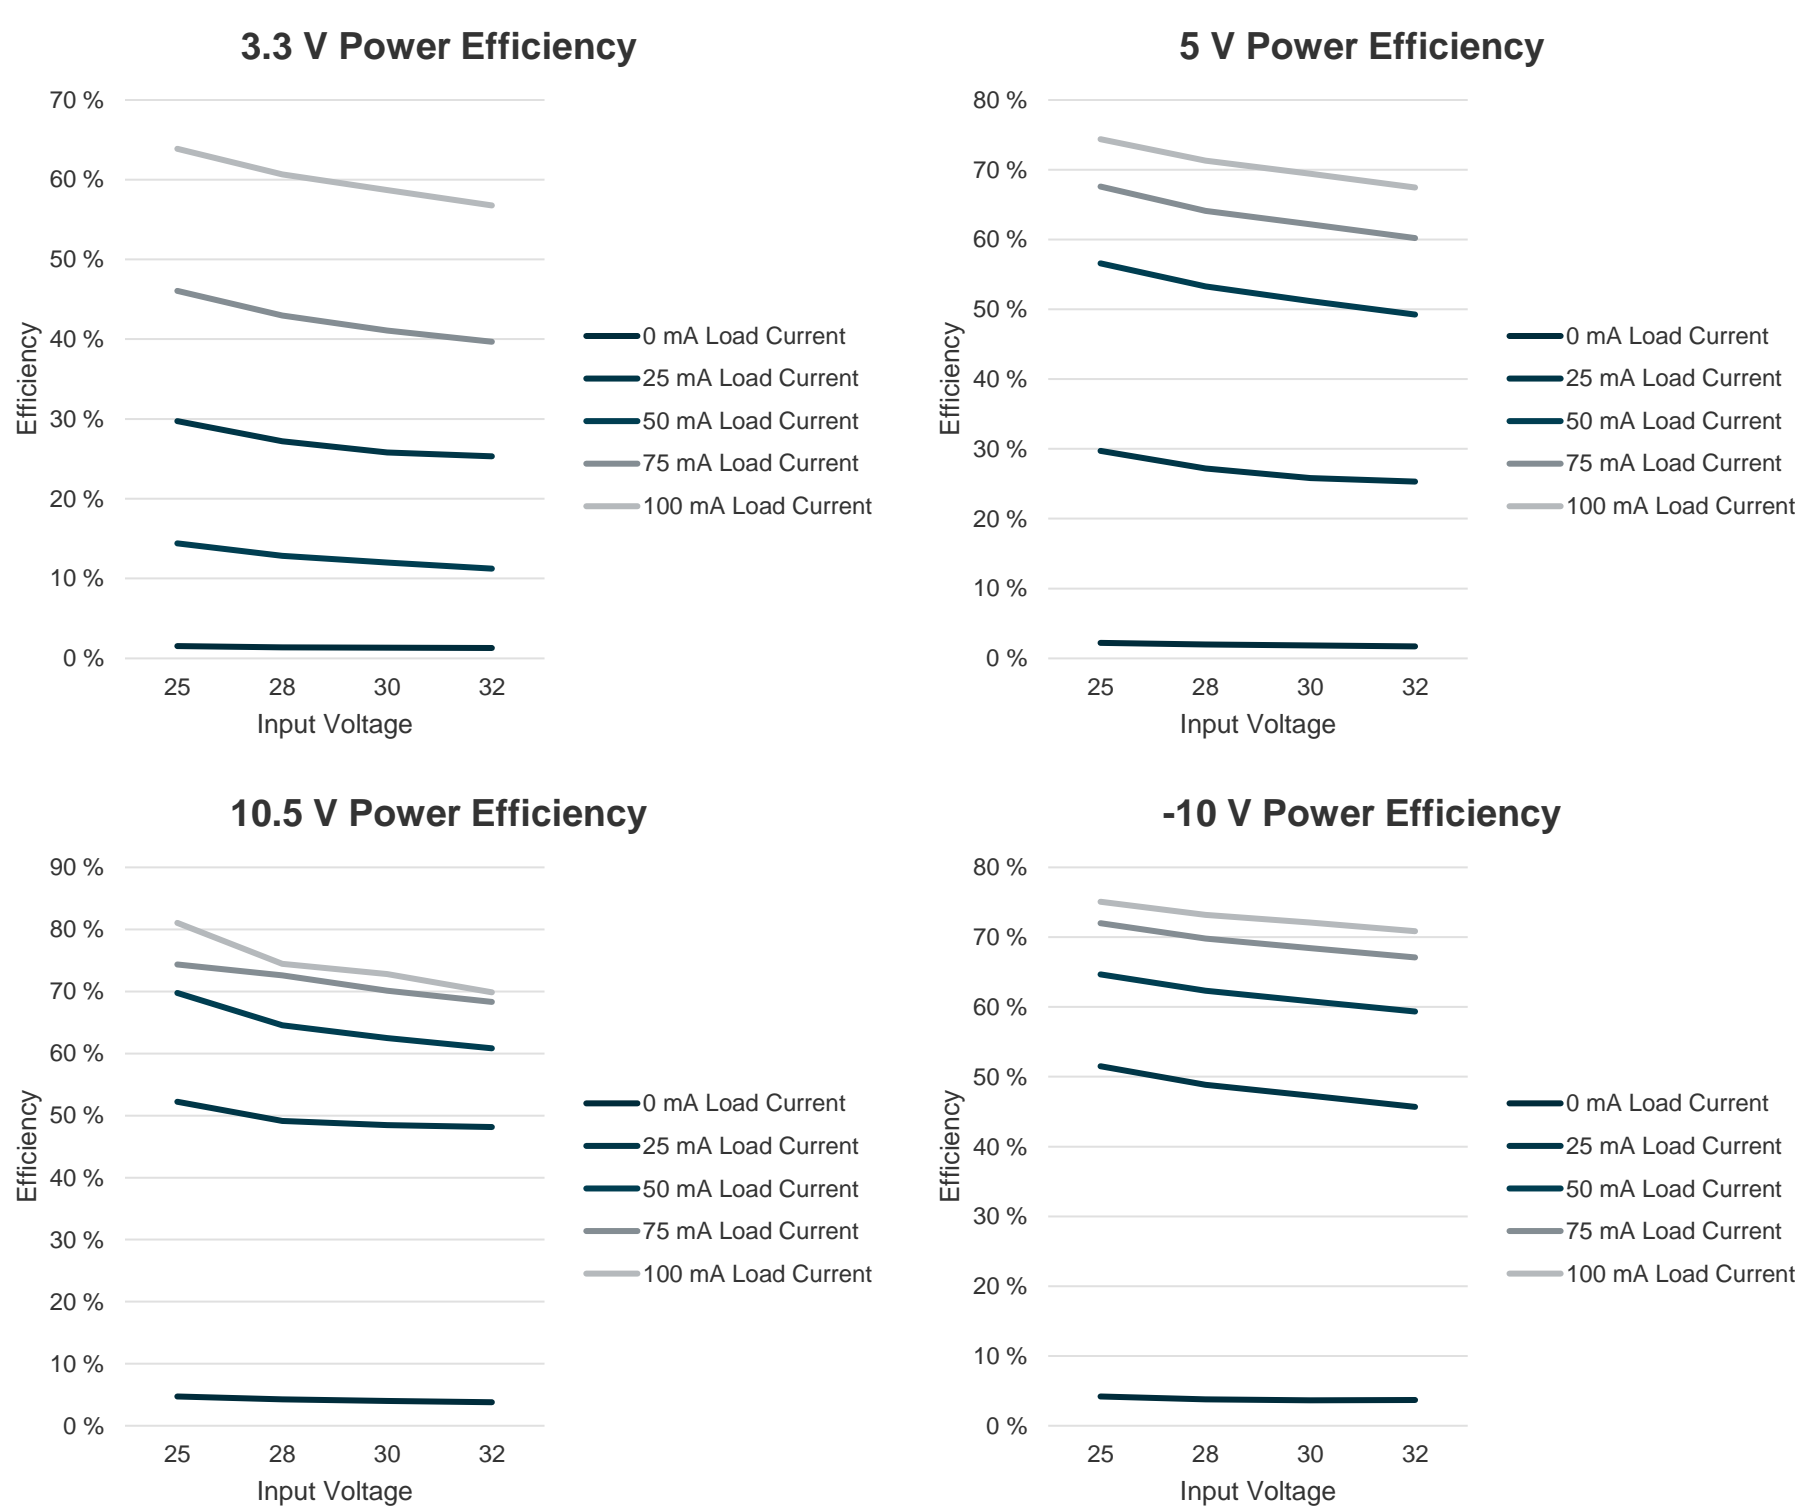 3.3 V Power Efficiency
70 %
60 %
50 %
40 %
30 %
20 %
10 %
0 %
Efficiency
25 28 30 32
Input Voltage
0 mA Load Current
25 mA Load Current
50 mA Load Current
75 mA Load Current
100 mA Load Current
5 V Power Efficiency
80 %
70 %
60 %
50 %
40 %
30 %
20 %
10 %
0 %
Efficiency
25 28 30 32
Input Voltage
0 mA Load Current
25 mA Load Current
50 mA Load Current
75 mA Load Current
100 mA Load Current
10.5 V Power Efficiency
90 %
80 %
70 %
60 %
50 %
40 %
30 %
20 %
10 %
0 %
Efficiency
25 28 30 32
Input Voltage
0 mA Load Current
25 mA Load Current
50 mA Load Current
75 mA Load Current
100 mA Load Current
-10 V Power Efficiency
80 %
70 %
60 %
50 %
40 %
30 %
20 %
10 %
0 %
Efficiency
25 28 30 32
Input Voltage
0 mA Load Current
25 mA Load Current
50 mA Load Current
75 mA Load Current
100 mA Load Current